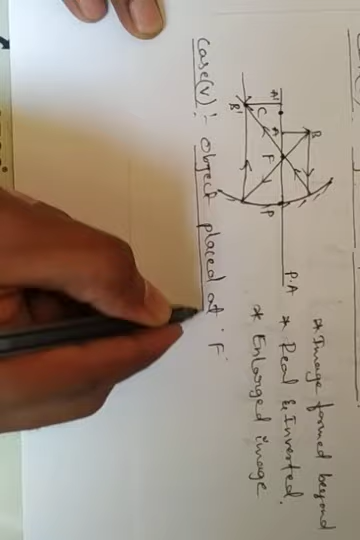 P.A
* Image formed beyond
* Real & Inverted.
* Enlarged image
A'
C
B'
A
B
F
P
Case(v) :- Object placed at 'F'